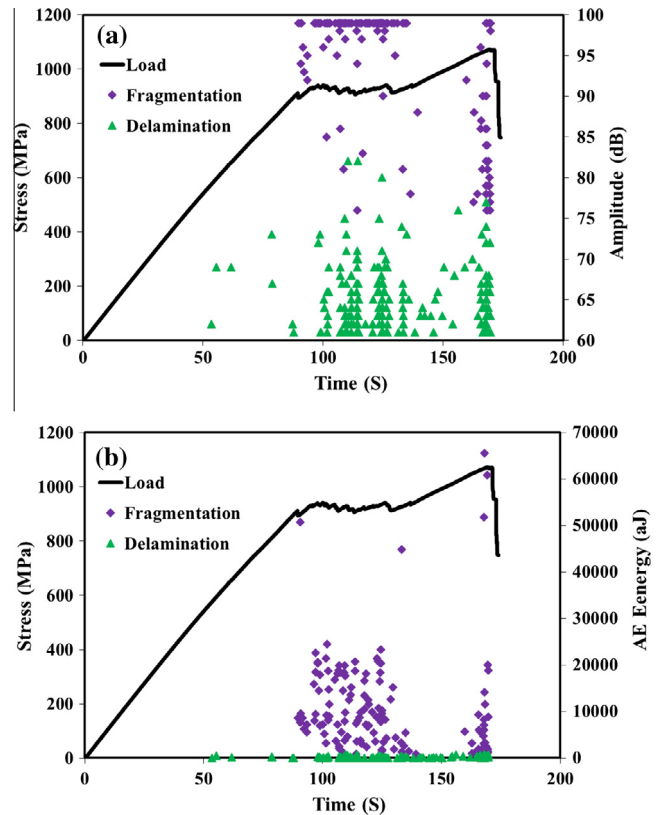 (a)
Load
Fragmentation
Delamination
Stress (MPa)
1200
1000
800
600
400
200
0
Amplitude (dB)
100
95
90
85
80
75
70
65
60
0 50 100 150 200
Time (S)
(b)
Load
Fragmentation
Delamination
Stress (MPa)
1200
1000
800
600
400
200
0
AE Eenergy (aJ)
70000
60000
50000
40000
30000
20000
10000
0
0 50 100 150 200
Time (S)